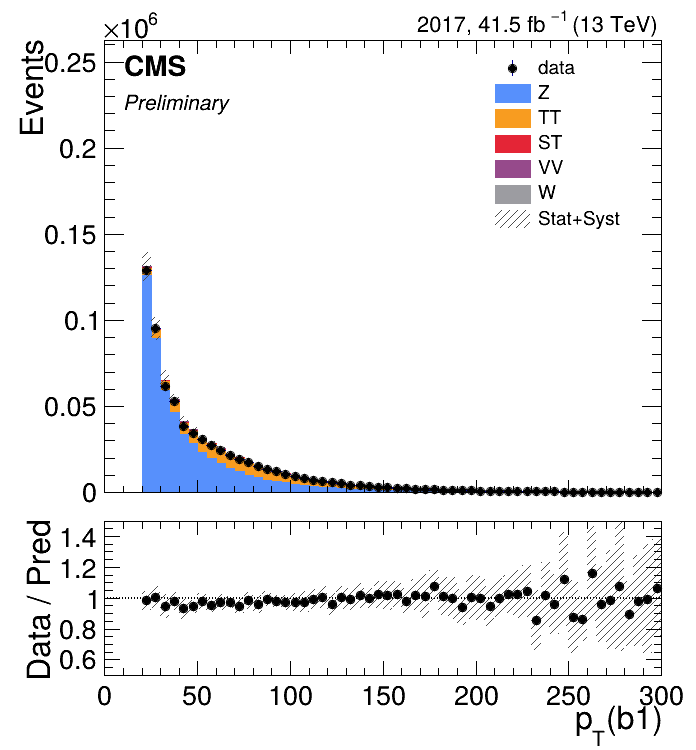 ×10⁶
2017, 41.5 fb⁻¹ (13 TeV)
Events
0.25
0.2
0.15
0.1
0.05
0
CMS
Preliminary
data
Z
TT
ST
VV
W
Stat+Syst
Data / Pred
1.4
1.2
1
0.8
0.6
0 50 100 150 200 250 300
p_T(b1)